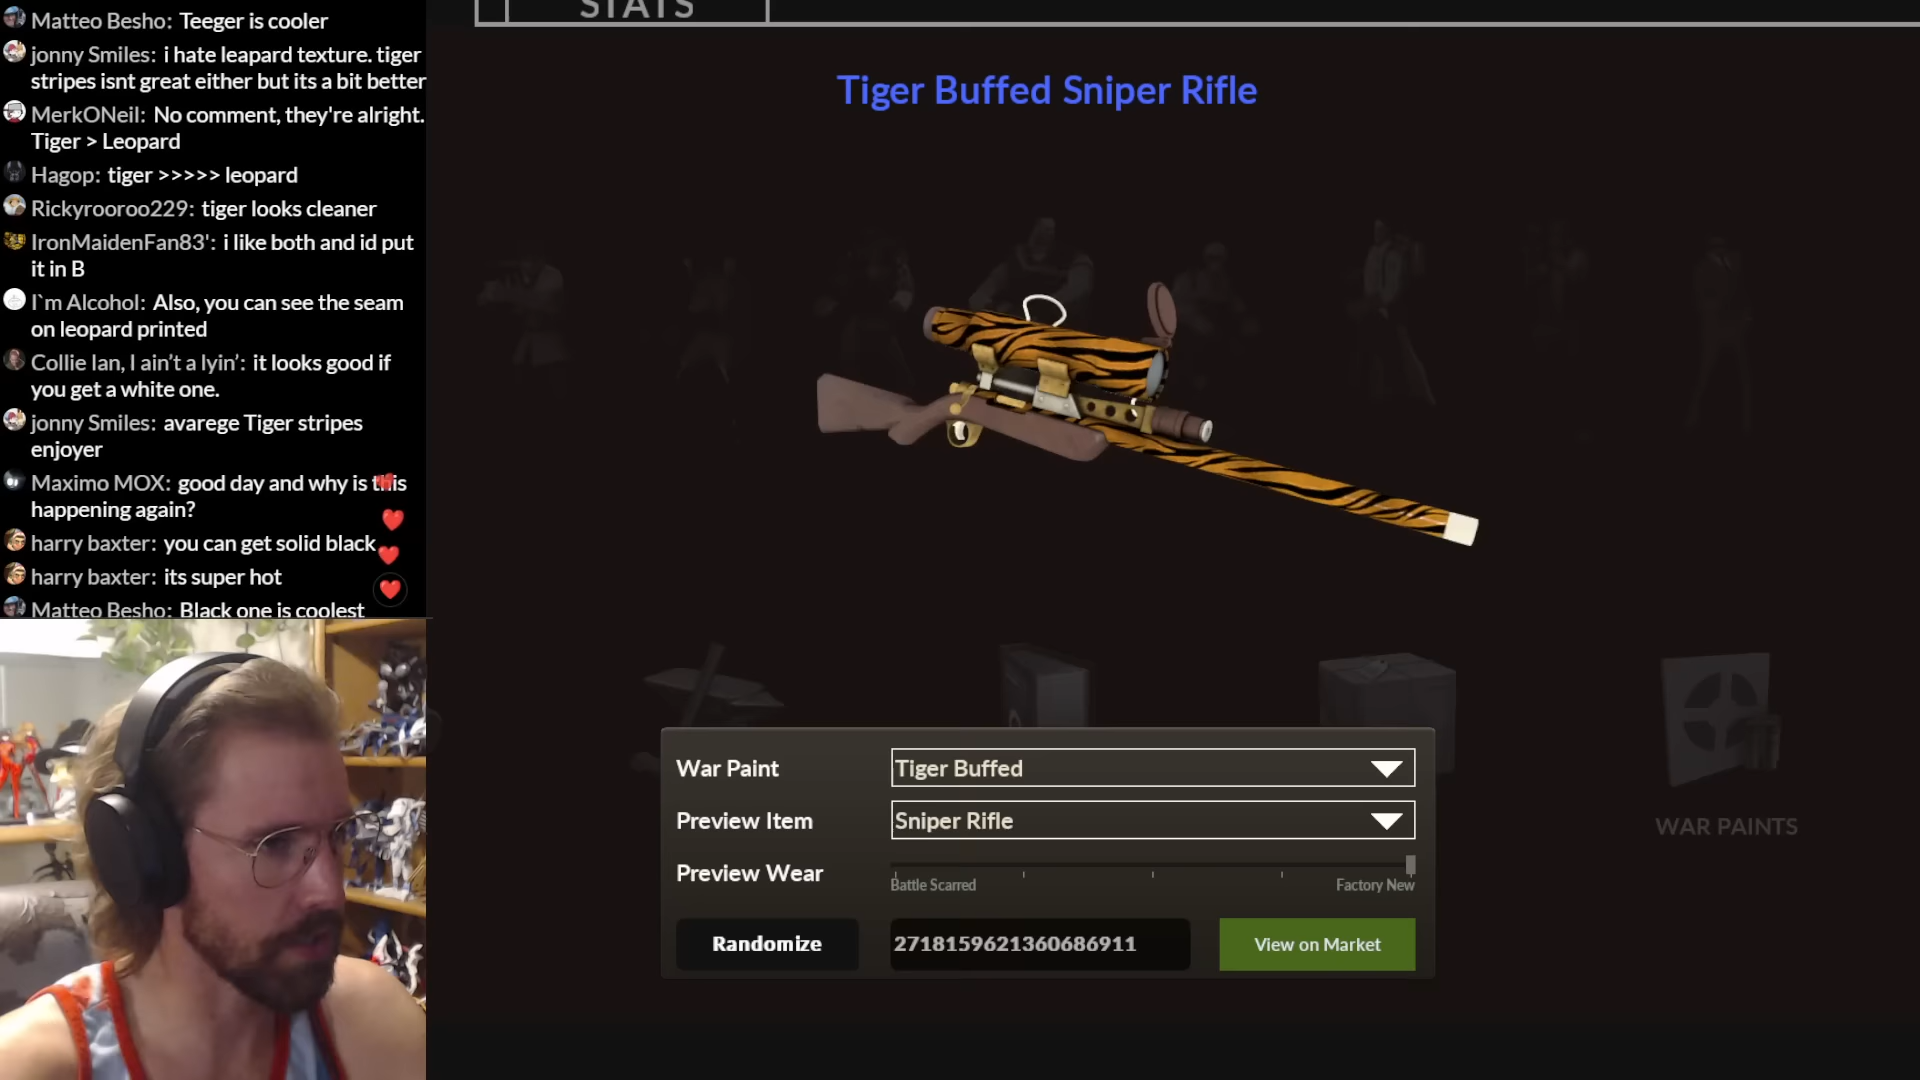 Matteo Besho: Teeger is cooler
jonny Smiles: i hate leapard texture. tiger
stripes isnt great either but its a bit better
MerkONeil: No comment, they're alright.
Tiger > Leopard
Hagop: tiger >>>>> leopard
Rickyrooroo229: tiger looks cleaner
IronMaidenFan83': i like both and id put
it in B
I`m Alcohol: Also, you can see the seam
on leopard printed
Collie Ian, I ain’t a lyin’: it looks good if
you get a white one.
jonny Smiles: avarege Tiger stripes
enjoyer
Maximo MOX: good day and why is this
happening again?
harry baxter: you can get solid black
harry baxter: its super hot
Matteo Besho: Black one is coolest
STATS
Tiger Buffed Sniper Rifle
WAR PAINTS
War Paint
Tiger Buffed
Preview Item
Sniper Rifle
Preview Wear
Battle Scarred
Factory New
Randomize
2718159621360686911
View on Market